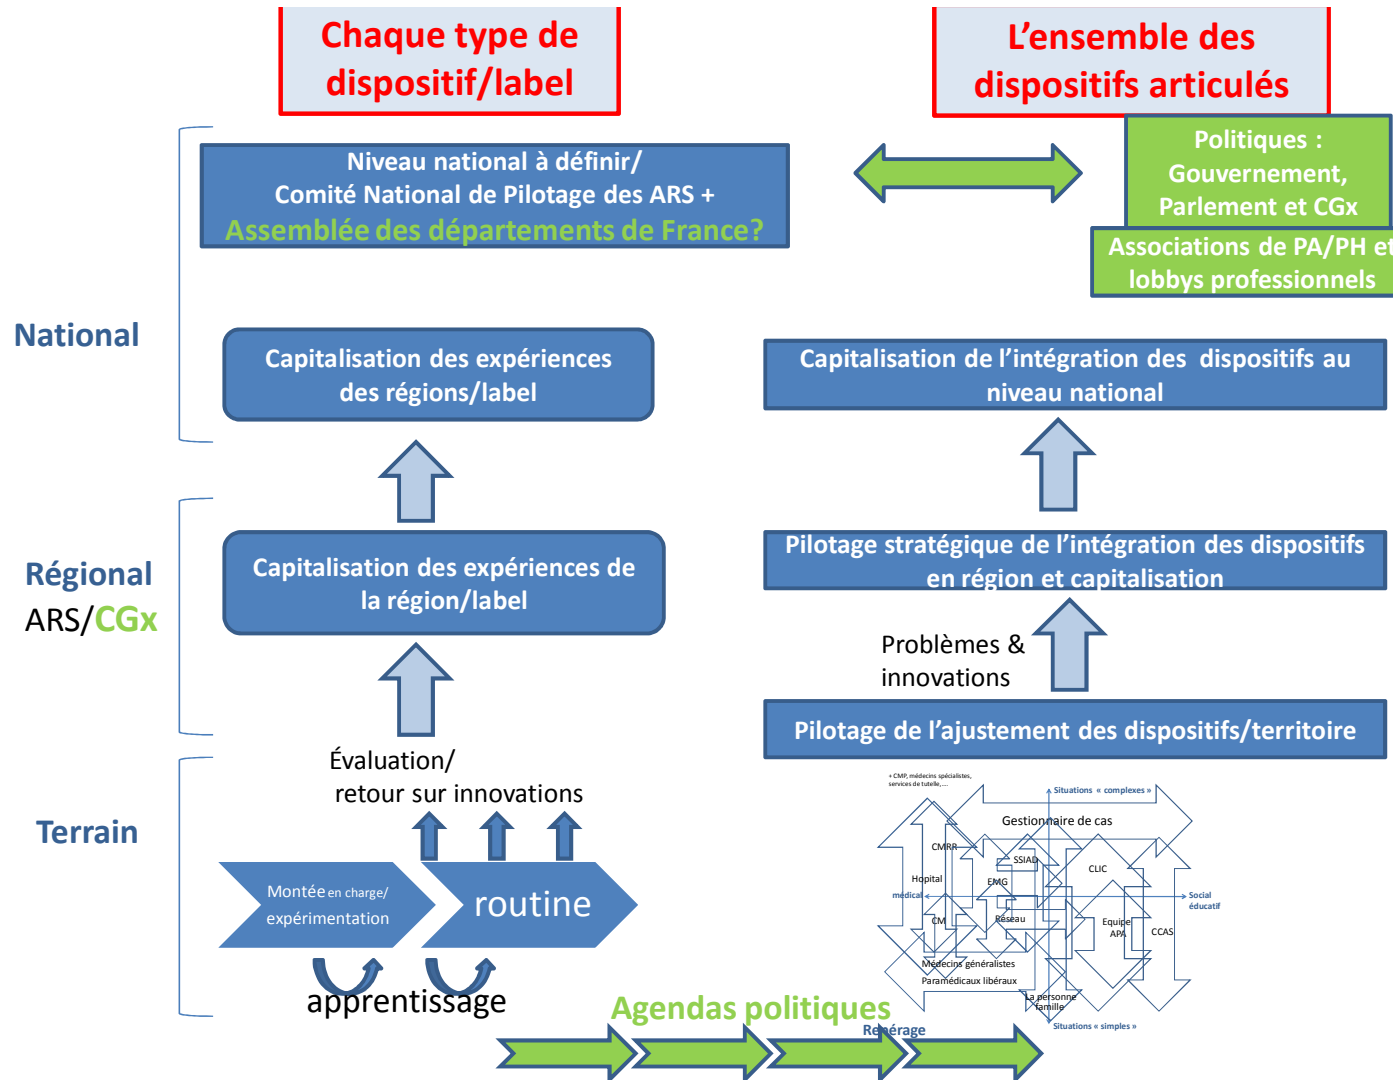 Chaque type de
dispositif/label
L'ensemble des
dispositifs articulés
Niveau national à définir/
Comité National de Pilotage des ARS +
Assemblée des départements de France?
Politiques :
Gouvernement,
Parlement et CGx
Associations de PA/PH et
lobbys professionnels
National
Capitalisation des expériences
des régions/label
Capitalisation de l'intégration des dispositifs au
niveau national
Régional
ARS/CGx
Capitalisation des expériences de
la région/label
Pilotage stratégique de l'intégration des dispositifs
en région et capitalisation
Problèmes &
innovations
Pilotage de l'ajustement des dispositifs/territoire
Évaluation/
retour sur innovations
Terrain
Montée en charge/
expérimentation
routine
apprentissage
+ CMP, médecins spécialistes,
services de tutelle,...
Situations « complexes »
Gestionnaire de cas
CMRR
SSIAD
CLIC
Hopital
EMG
médical
Social
éducatif
CM
Réseau
Equipe
APA
CCAS
Médecins généralistes
Paramédicaux libéraux
La personne
famille
Situations « simples »
Repérage
Agendas politiques